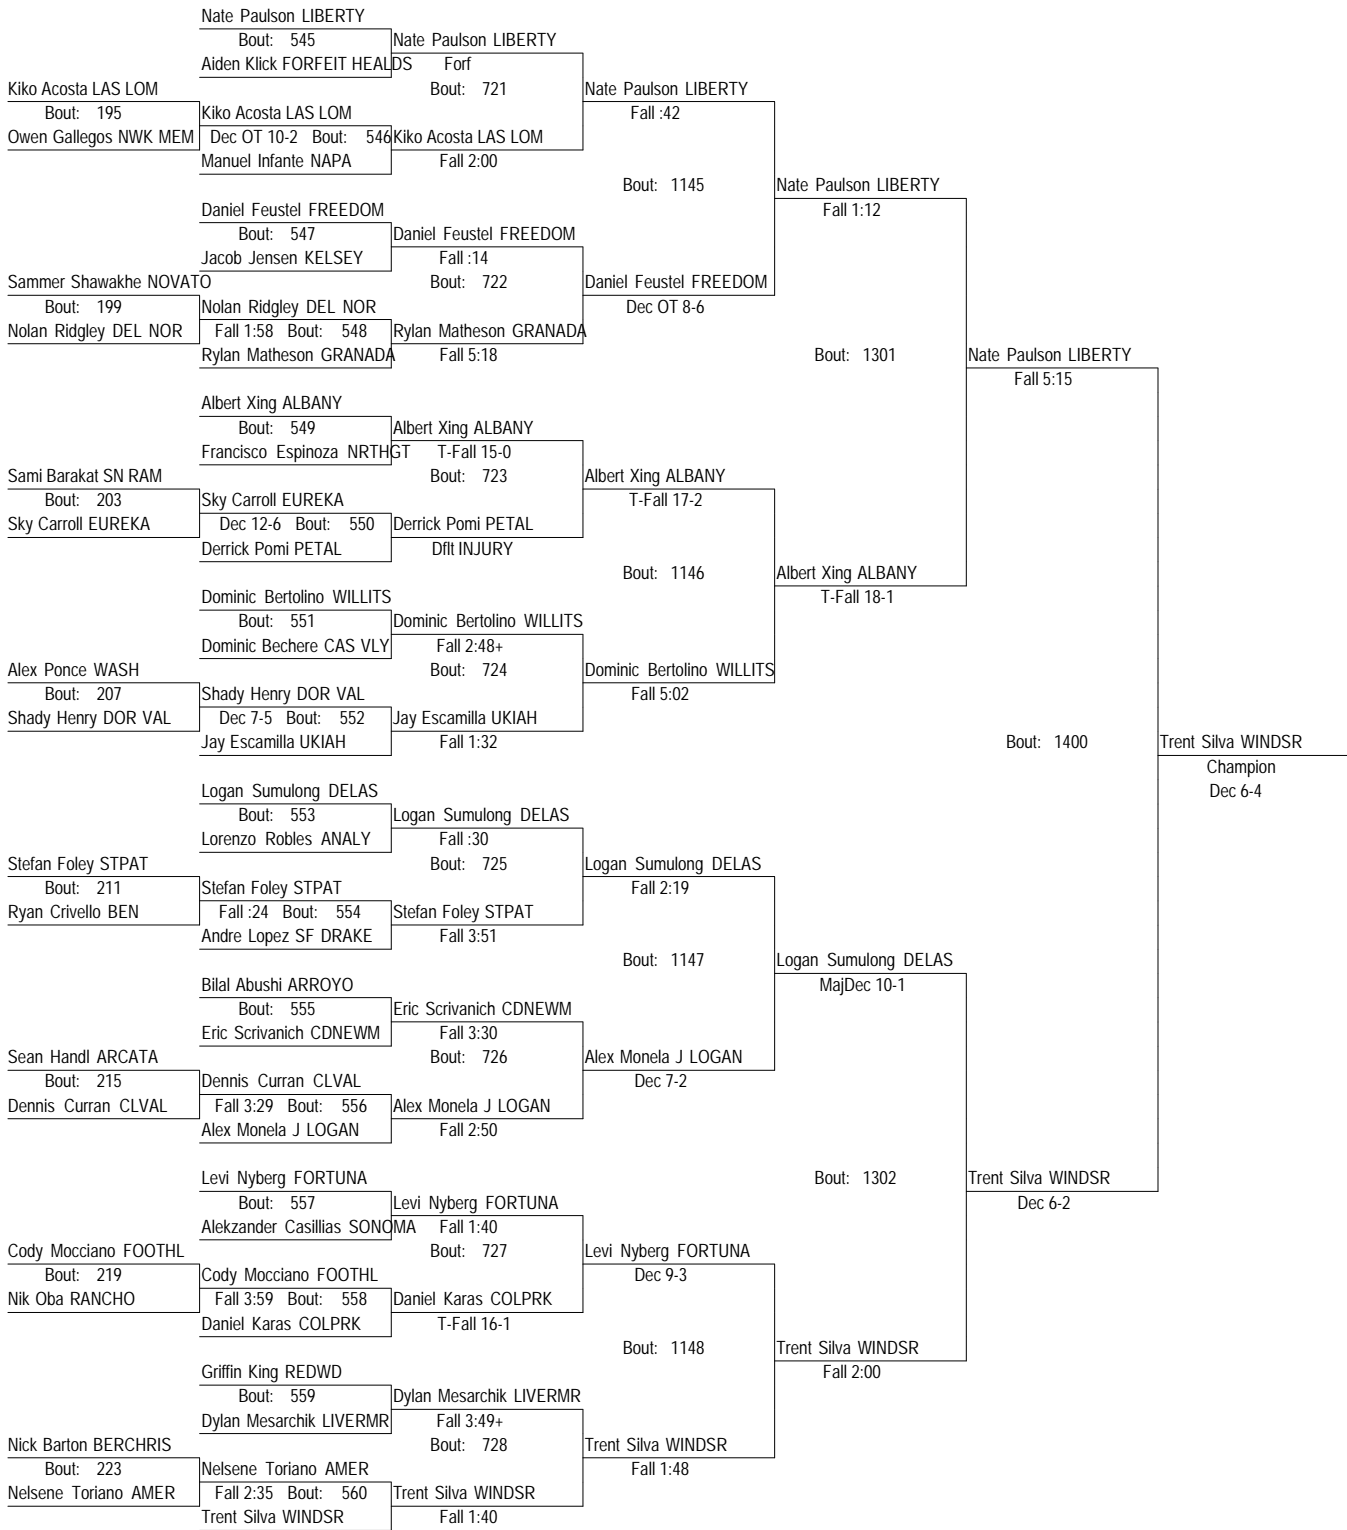 Nate Paulson LIBERTY
Bout: 545 Nate Paulson LIBERTY
Aiden Klick FORFEIT HEALDS Forf
Kiko Acosta LAS LOM Bout: 721 Nate Paulson LIBERTY
Bout: 195 Kiko Acosta LAS LOM Fall :42
Owen Gallegos NWK MEM Dec OT 10-2 Bout: 546 Kiko Acosta LAS LOM
Manuel Infante NAPA Fall 2:00
Bout: 1145 Nate Paulson LIBERTY
Daniel Feustel FREEDOM Fall 1:12
Bout: 547 Daniel Feustel FREEDOM
Jacob Jensen KELSEY Fall :14
Sammer Shawakhe NOVATO Bout: 722 Daniel Feustel FREEDOM
Bout: 199 Nolan Ridgley DEL NOR Dec OT 8-6
Nolan Ridgley DEL NOR Fall 1:58 Bout: 548 Rylan Matheson GRANADA
Rylan Matheson GRANADA Fall 5:18 Bout: 1301 Nate Paulson LIBERTY
Fall 5:15
Albert Xing ALBANY
Bout: 549 Albert Xing ALBANY
Francisco Espinoza NRTHGT T-Fall 15-0
Sami Barakat SN RAM Bout: 723 Albert Xing ALBANY
Bout: 203 Sky Carroll EUREKA T-Fall 17-2
Sky Carroll EUREKA Dec 12-6 Bout: 550 Derrick Pomi PETAL
Derrick Pomi PETAL Dflt INJURY
Bout: 1146 Albert Xing ALBANY
Dominic Bertolino WILLITS T-Fall 18-1
Bout: 551 Dominic Bertolino WILLITS
Dominic Bechere CAS VLY Fall 2:48+
Alex Ponce WASH Bout: 724 Dominic Bertolino WILLITS
Bout: 207 Shady Henry DOR VAL Fall 5:02
Shady Henry DOR VAL Dec 7-5 Bout: 552 Jay Escamilla UKIAH
Jay Escamilla UKIAH Fall 1:32 Bout: 1400 Trent Silva WINDSR
Champion
Logan Sumulong DELAS Dec 6-4
Bout: 553 Logan Sumulong DELAS
Lorenzo Robles ANALY Fall :30
Stefan Foley STPAT Bout: 725 Logan Sumulong DELAS
Bout: 211 Stefan Foley STPAT Fall 2:19
Ryan Crivello BEN Fall :24 Bout: 554 Stefan Foley STPAT
Andre Lopez SF DRAKE Fall 3:51
Bout: 1147 Logan Sumulong DELAS
Bilal Abushi ARROYO MajDec 10-1
Bout: 555 Eric Scrivanich CDNEWM
Eric Scrivanich CDNEWM Fall 3:30
Sean Handl ARCATA Bout: 726 Alex Monela J LOGAN
Bout: 215 Dennis Curran CLVAL Dec 7-2
Dennis Curran CLVAL Fall 3:29 Bout: 556 Alex Monela J LOGAN
Alex Monela J LOGAN Fall 2:50
Levi Nyberg FORTUNA Bout: 1302 Trent Silva WINDSR
Bout: 557 Levi Nyberg FORTUNA Dec 6-2
Alekzander Casillias SONOMA Fall 1:40
Cody Mocciano FOOTHL Bout: 727 Levi Nyberg FORTUNA
Bout: 219 Cody Mocciano FOOTHL Dec 9-3
Nik Oba RANCHO Fall 3:59 Bout: 558 Daniel Karas COLPRK
Daniel Karas COLPRK T-Fall 16-1
Bout: 1148 Trent Silva WINDSR
Griffin King REDWD Fall 2:00
Bout: 559 Dylan Mesarchik LIVERMR
Dylan Mesarchik LIVERMR Fall 3:49+
Nick Barton BERCHRIS Bout: 728 Trent Silva WINDSR
Bout: 223 Nelsene Toriano AMER Fall 1:48
Nelsene Toriano AMER Fall 2:35 Bout: 560 Trent Silva WINDSR
Trent Silva WINDSR Fall 1:40